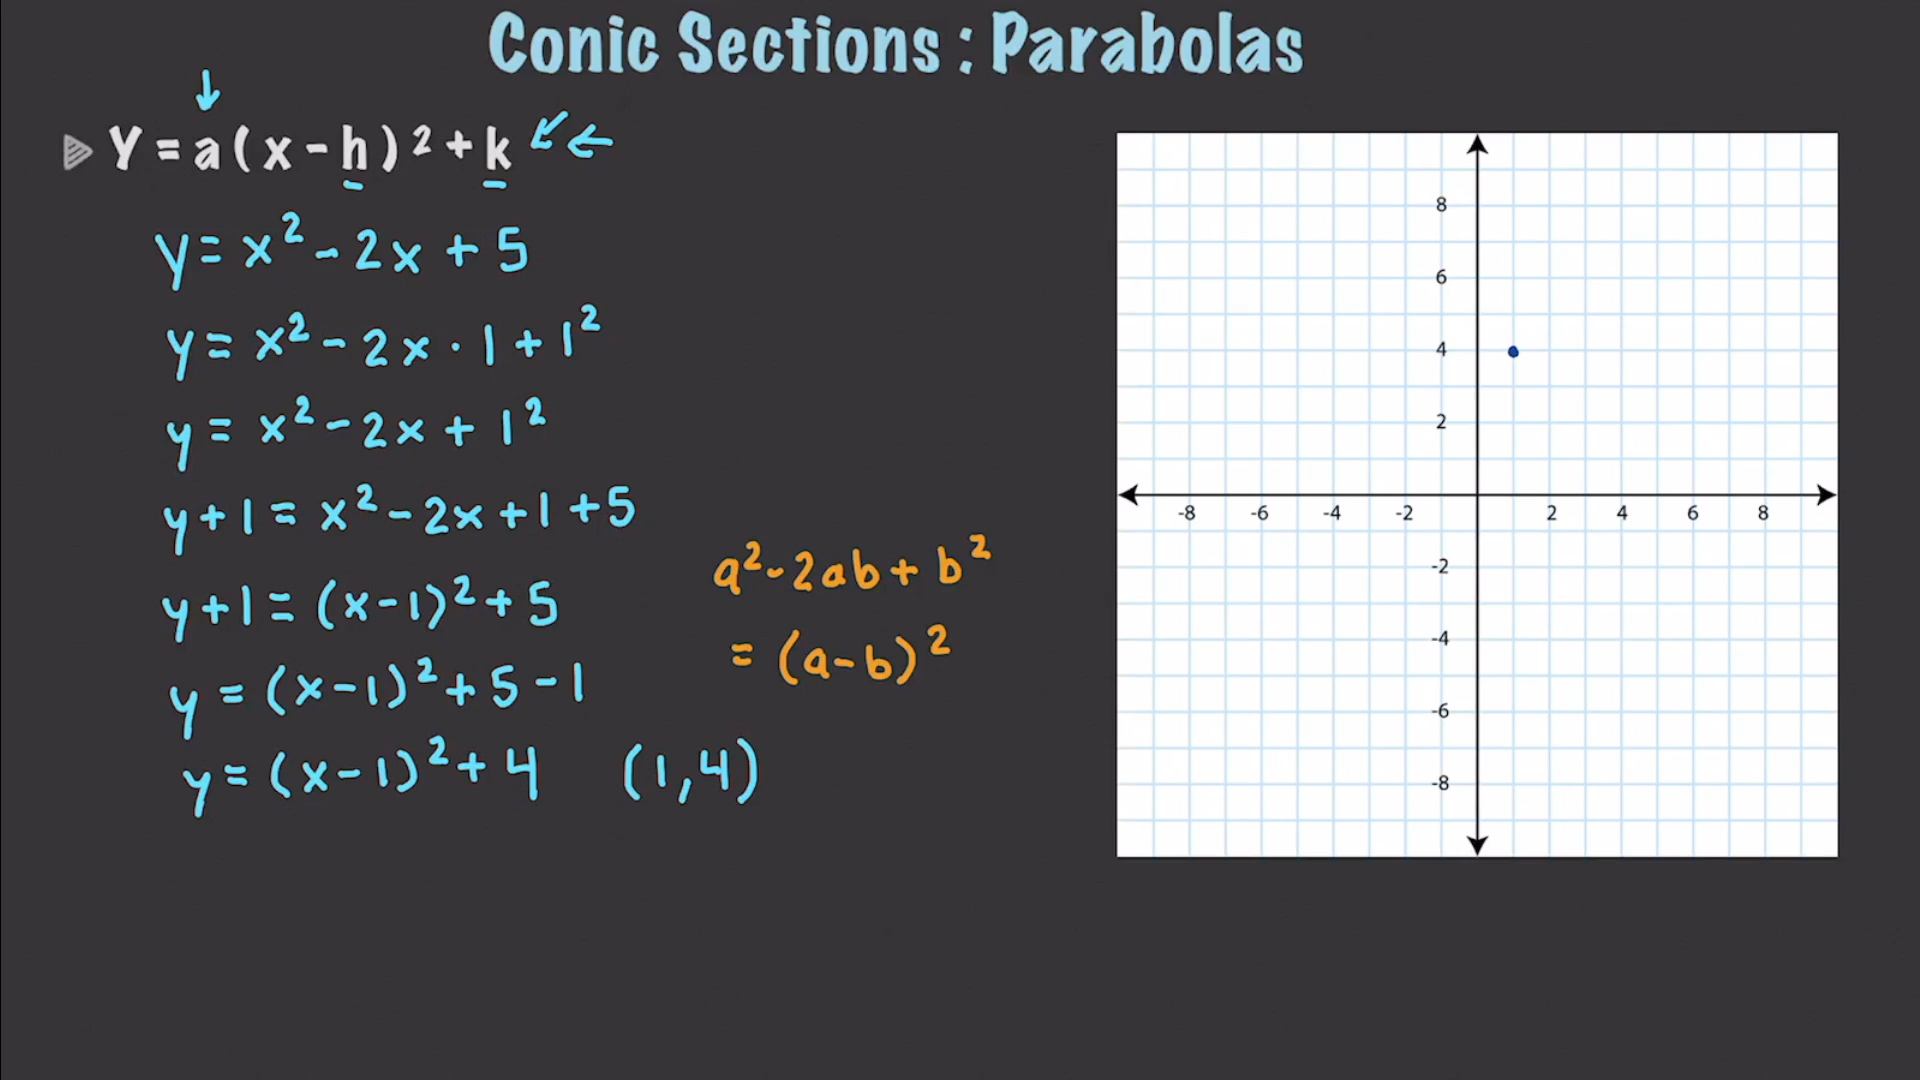 Conic Sections : Parabolas
Y = a(x - h)² + k
y = x² - 2x + 5
y = x² - 2x · 1 + 1²
y = x² - 2x + 1²
y + 1 = x² - 2x + 1 + 5
y + 1 = (x - 1)² + 5
y = (x - 1)² + 5 - 1
y = (x - 1)² + 4 (1,4)
a² - 2ab + b²
= (a - b)²
8
6
4
2
-8 -6 -4 -2 2 4 6 8
-2
-4
-6
-8